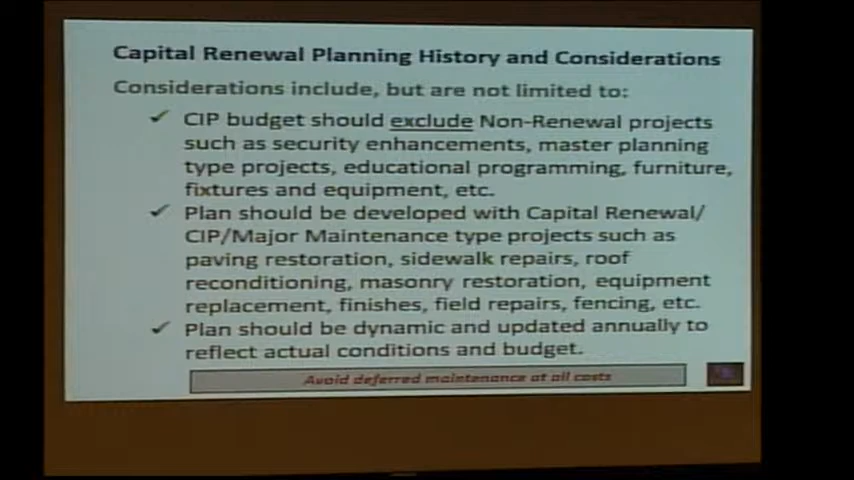 Capital Renewal Planning History and Considerations
Considerations include, but are not limited to:
✓ CIP budget should exclude Non-Renewal projects
such as security enhancements, master planning
type projects, educational programming, furniture,
fixtures and equipment, etc.
✓ Plan should be developed with Capital Renewal/
CIP/Major Maintenance type projects such as
paving restoration, sidewalk repairs, roof
reconditioning, masonry restoration, equipment
replacement, finishes, field repairs, fencing, etc.
✓ Plan should be dynamic and updated annually to
reflect actual conditions and budget.
Avoid deferred maintenance at all costs